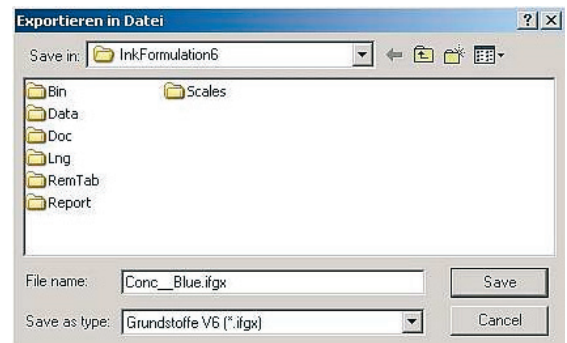 Exportieren in Datei
Save in: InkFormulation6
Bin Scales
Data
Doc
Lng
RemTab
Report
File name: Conc__Blue.ifgx Save
Save as type: Grundstoffe V6 (*.ifgx) Cancel